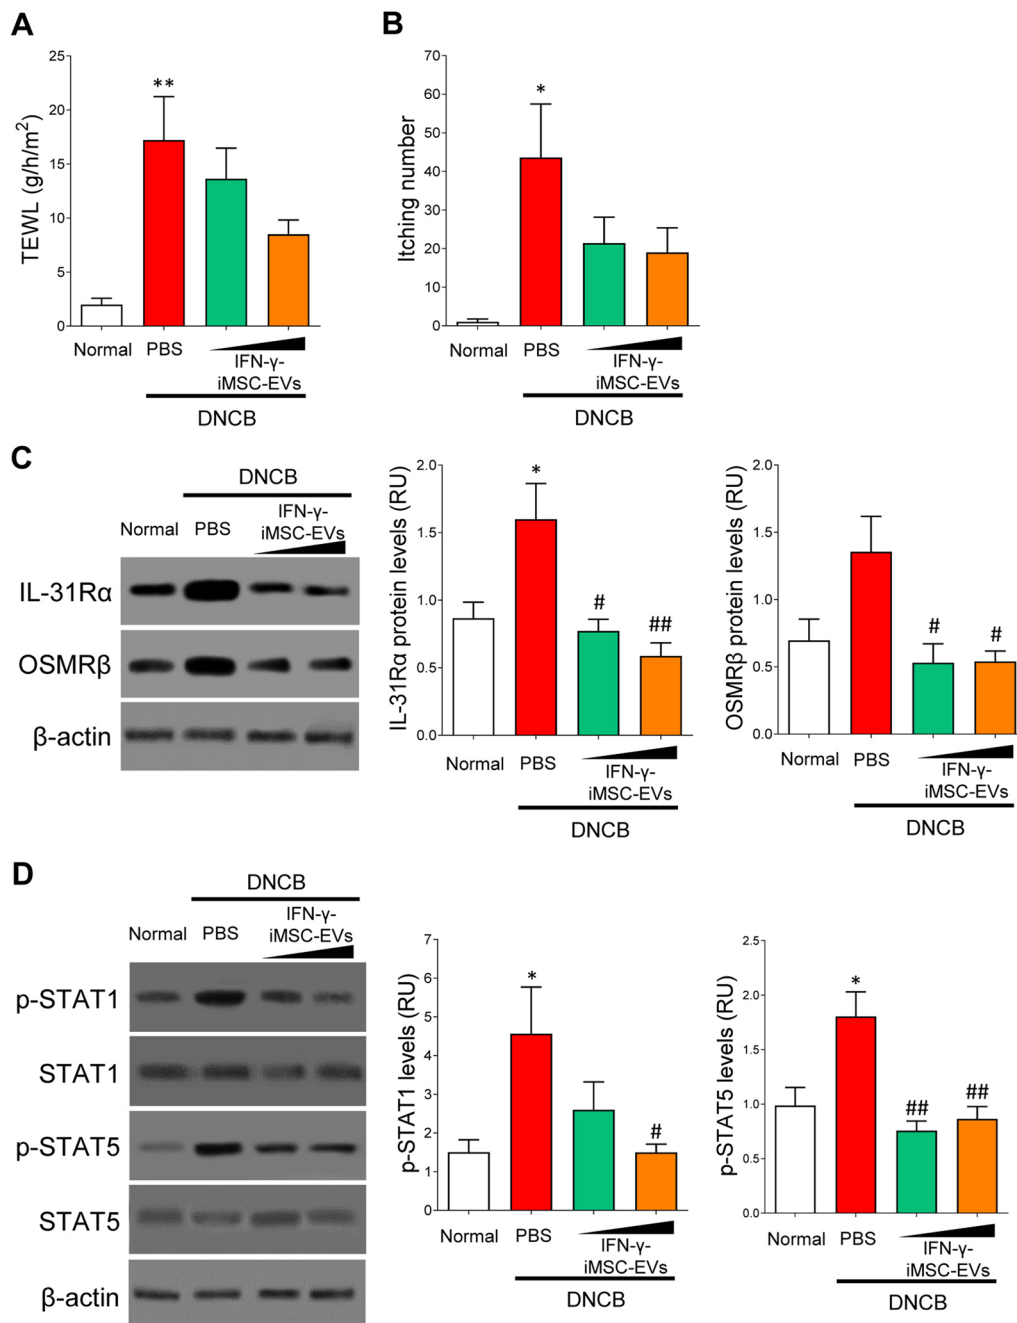 A
TEWL (g/h/m²)
25
20
15
10
5
0
**
Normal
PBS
IFN-γ-
iMSC-EVs
DNCB
B
Itching number
70
60
50
40
30
20
10
0
*
Normal
PBS
IFN-γ-
iMSC-EVs
DNCB
C
DNCB
IFN-γ-
iMSC-EVs
Normal
PBS
IL-31Rα
OSMRβ
β-actin
IL-31Rα protein levels (RU)
2.0
1.5
1.0
0.5
0.0
*
#
##
Normal
PBS
IFN-γ-
iMSC-EVs
DNCB
OSMRβ protein levels (RU)
2.0
1.5
1.0
0.5
0.0
#
#
Normal
PBS
IFN-γ-
iMSC-EVs
DNCB
D
DNCB
IFN-γ-
iMSC-EVs
Normal
PBS
p-STAT1
STAT1
p-STAT5
STAT5
β-actin
p-STAT1 levels (RU)
7
6
5
4
3
2
1
0
*
#
Normal
PBS
IFN-γ-
iMSC-EVs
DNCB
p-STAT5 levels (RU)
2.5
2.0
1.5
1.0
0.5
0.0
*
##
##
Normal
PBS
IFN-γ-
iMSC-EVs
DNCB